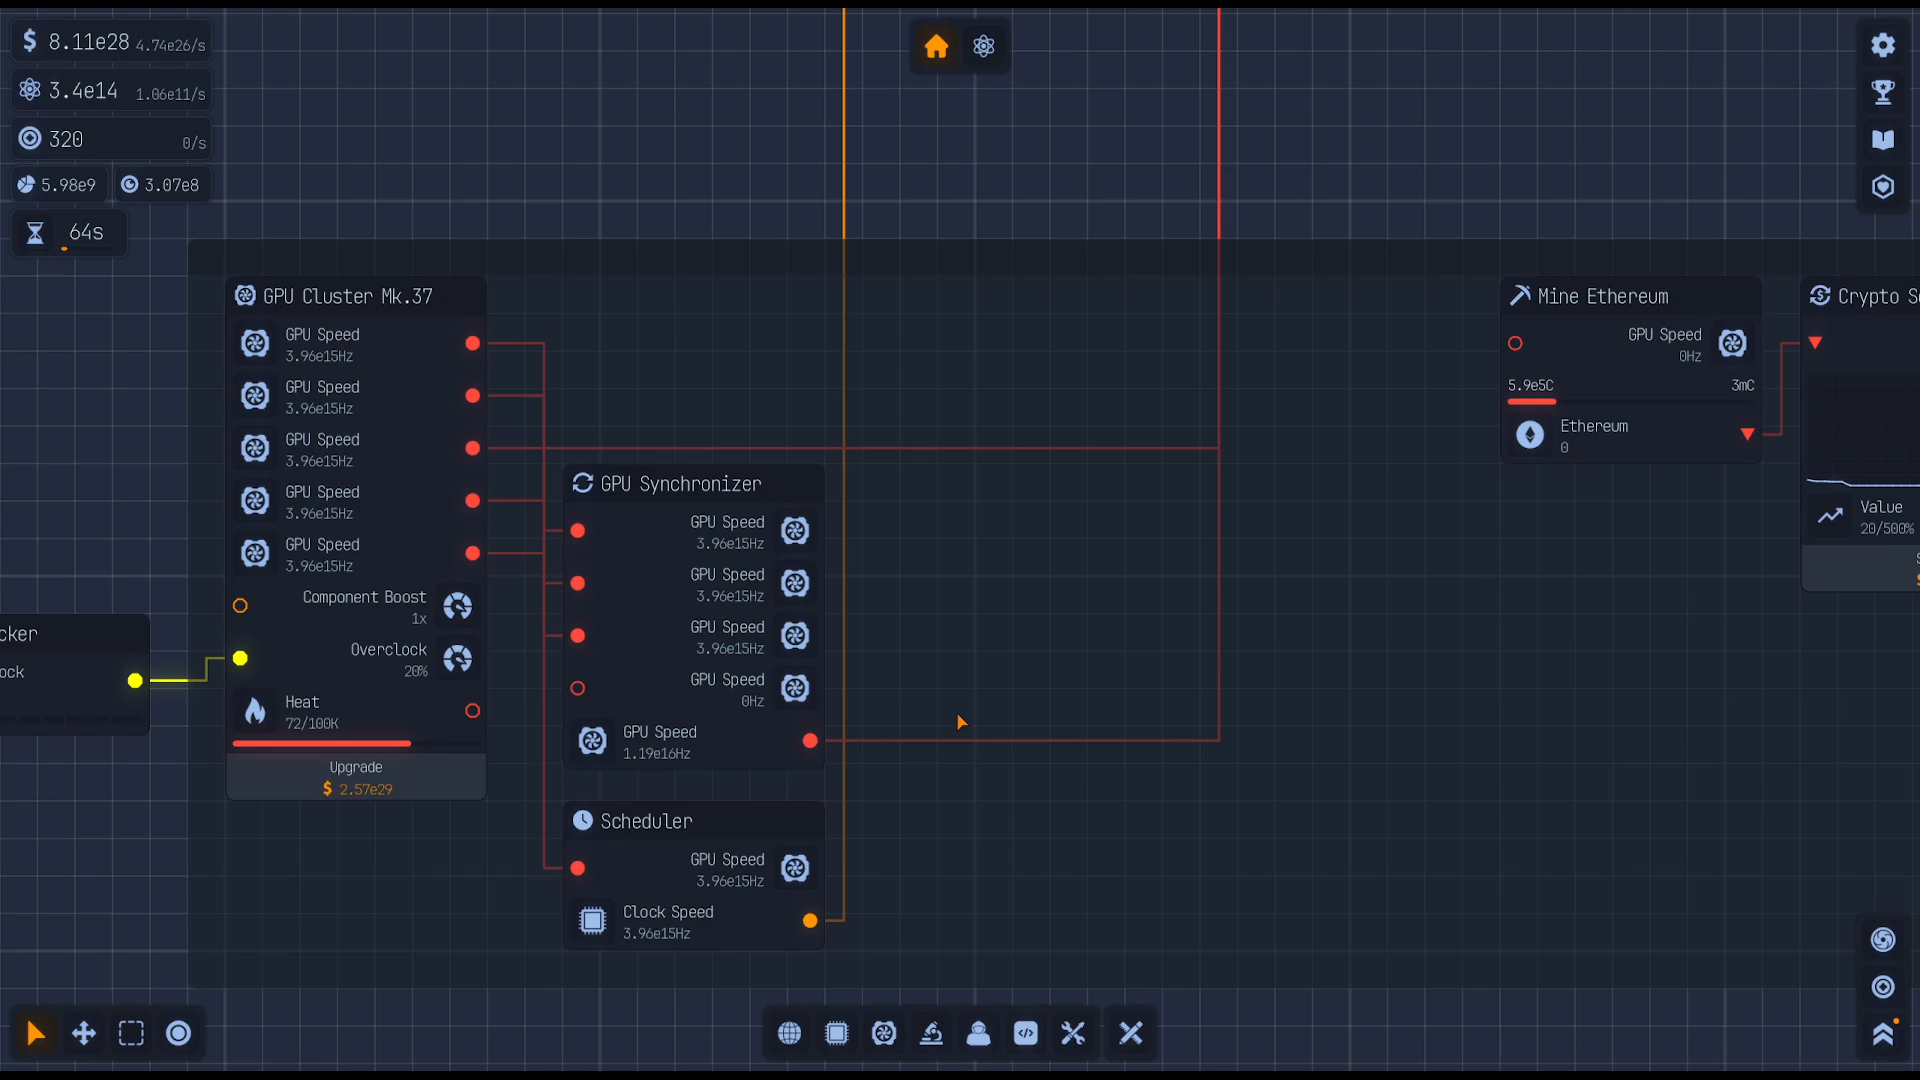 $ 8.11e28 4.74e26/s
3.4e14 1.06e11/s
320 0/s
5.98e9 3.07e8
64s
GPU Cluster Mk.37
GPU Speed
3.96e15Hz
GPU Speed
3.96e15Hz
GPU Speed
3.96e15Hz
GPU Speed
3.96e15Hz
GPU Speed
3.96e15Hz
Component Boost
1x
Overclock
20%
Heat
72/100K
Upgrade
$ 2.57e29
cker
ock
GPU Synchronizer
GPU Speed
3.96e15Hz
GPU Speed
3.96e15Hz
GPU Speed
3.96e15Hz
GPU Speed
0Hz
GPU Speed
1.19e16Hz
Scheduler
GPU Speed
3.96e15Hz
Clock Speed
3.96e15Hz
Mine Ethereum
GPU Speed
0Hz
5.9e5C 3mC
Ethereum
0
Crypto S
Value
20/500%